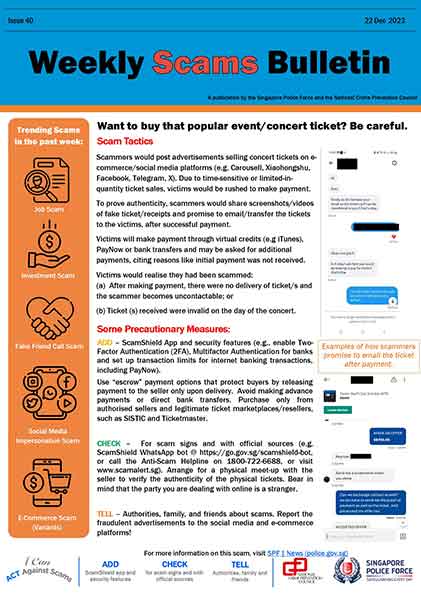 Issue 40
22 Dec 2023
Weekly Scams Bulletin
A publication by the Singapore Police Force and the National Crime Prevention Council
Trending Scams
in the past week:
Job Scam
Investment Scam
Fake Friend Call Scam
Social Media
Impersonation Scam
E-Commerce Scam
(Variants)
Want to buy that popular event/concert ticket? Be careful.
Scam Tactics
Scammers would post advertisements selling concert tickets on e-
commerce/social media platforms (e.g. Carousell, Xiaohongshu,
Facebook, Telegram, X). Due to time-sensitive or limited-in-
quantity ticket sales, victims would be rushed to make payment.
To prove authenticity, scammers would share screenshots/videos
of fake ticket/receipts and promise to email/transfer the tickets
to the victims, after successful payment.
Victims will make payment through virtual credits (e.g iTunes),
PayNow or bank transfers and may be asked for additional
payments, citing reasons like initial payment was not received.
Victims would realise they had been scammed:
(a) After making payment, there were no delivery of ticket/s and
the scammer becomes uncontactable; or
(b) Ticket (s) received were invalid on the day of the concert.
Some Precautionary Measures:
ADD – ScamShield App and security features (e.g., enable Two-
Factor Authentication (2FA), Multifactor Authentication for banks
and set up transaction limits for internet banking transactions,
including PayNow).
Use “escrow” payment options that protect buyers by releasing
payment to the seller only upon delivery. Avoid making advance
payments or direct bank transfers. Purchase only from
authorised sellers and legitimate ticket marketplaces/resellers,
such as SISTIC and Ticketmaster.
CHECK – For scam signs and with official sources (e.g.
ScamShield WhatsApp bot @ https://go.gov.sg/scamshield-bot,
or call the Anti-Scam Helpline on 1800-722-6688, or visit
www.scamalert.sg). Arrange for a physical meet-up with the
seller to verify the authenticity of the physical tickets. Bear in
mind that the party you are dealing with online is a stranger.
TELL – Authorities, family, and friends about scams. Report the
fraudulent advertisements to the social media and e-commerce
platforms!
Examples of how scammers
promise to email the ticket
after payment.
For more information on this scam, visit SPF | News (police.gov.sg)
I Can
ACT Against Scams
ADD
ScamShield app and
security features
CHECK
for scam signs and with
official sources
TELL
Authorities, family and
friends
NATIONAL
CRIME PREVENTION
COUNCIL
SINGAPORE
POLICE FORCE